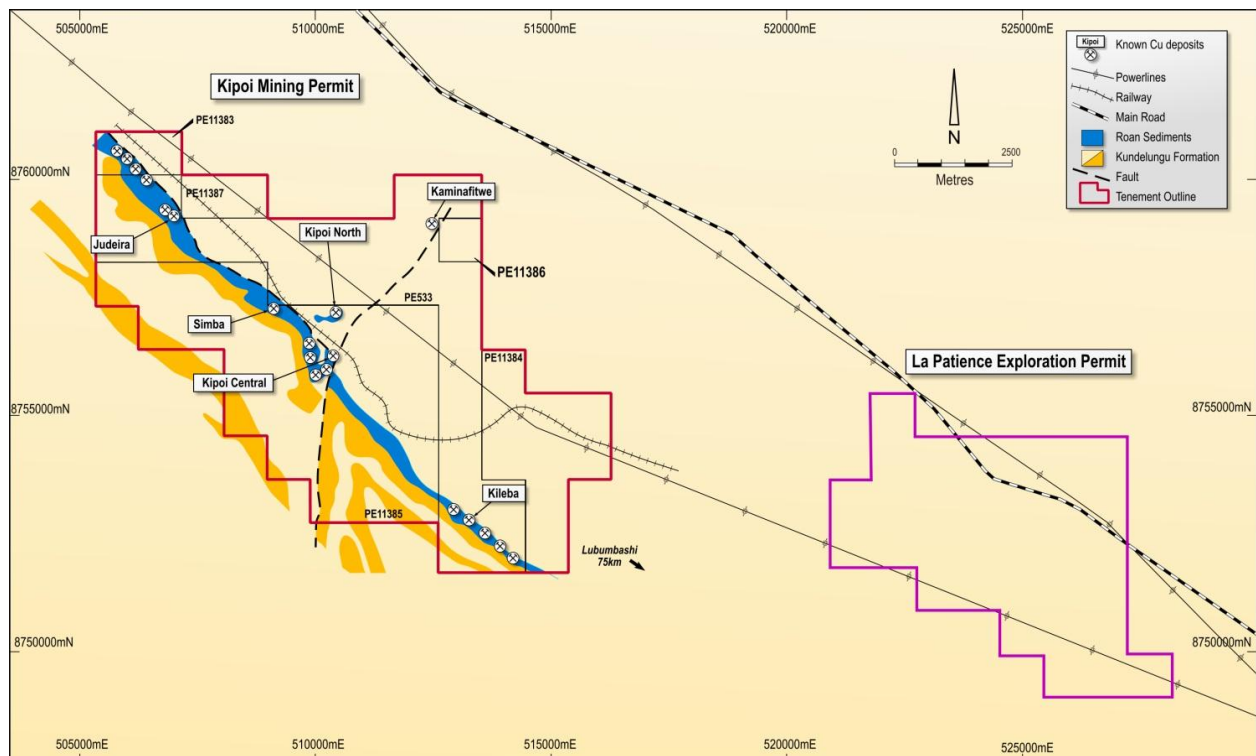 505000mE
510000mE
515000mE
520000mE
525000mE
Kipoi
Known Cu deposits
Powerlines
Railway
Main Road
Roan Sediments
Kundelungu Formation
Fault
Tenement Outline
N
0
2500
Metres
Kipoi Mining Permit
PE11383
8760000mN
8760000mN
PE11387
Kaminafitwe
Judeira
Kipoi North
PE11386
PE533
Simba
PE11384
La Patience Exploration Permit
Kipoi Central
8755000mN
8755000mN
Kileba
PE11385
Lubumbashi
75km
8750000mN
8750000mN
505000mE
510000mE
515000mE
520000mE
525000mE